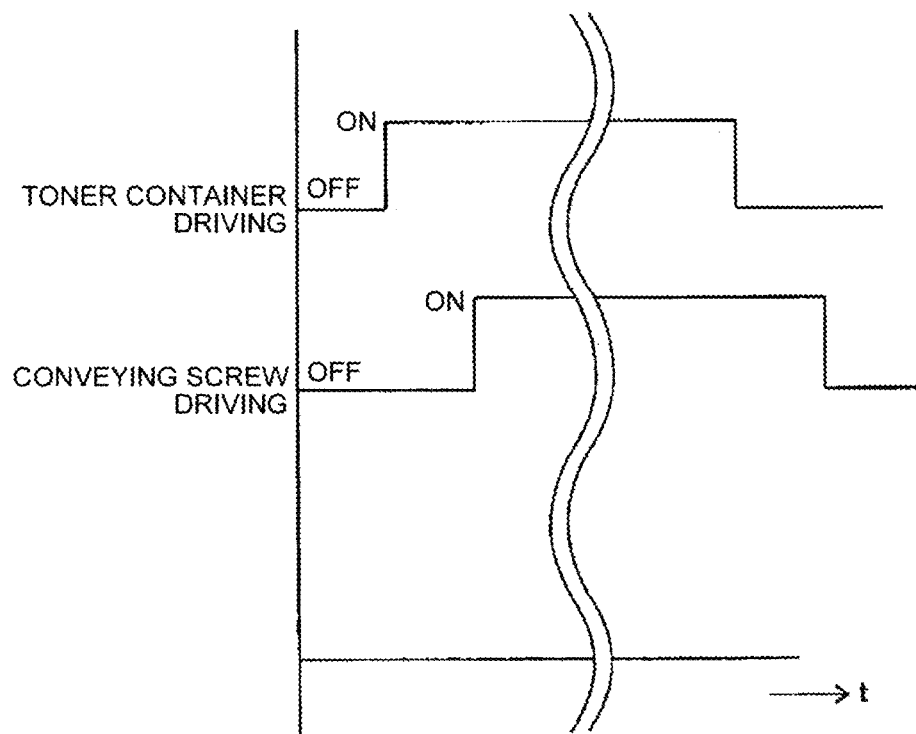 ON
OFF
TONER CONTAINER
DRIVING
ON
OFF
CONVEYING SCREW
DRIVING
t